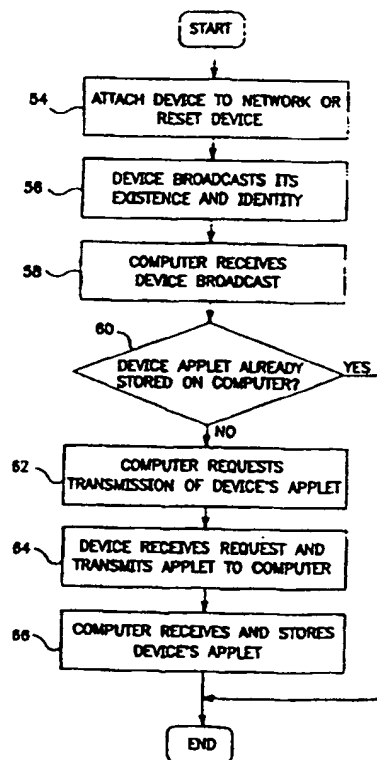 START
54
ATTACH DEVICE TO NETWORK OR
RESET DEVICE
56
DEVICE BROADCASTS ITS
EXISTENCE AND IDENTITY
58
COMPUTER RECEIVES
DEVICE BROADCAST
60
DEVICE APPLET ALREADY
STORED ON COMPUTER?
YES
NO
62
COMPUTER REQUESTS
TRANSMISSION OF DEVICE'S APPLET
64
DEVICE RECEIVES REQUEST AND
TRANSMITS APPLET TO COMPUTER
66
COMPUTER RECEIVES AND STORES
DEVICE'S APPLET
END